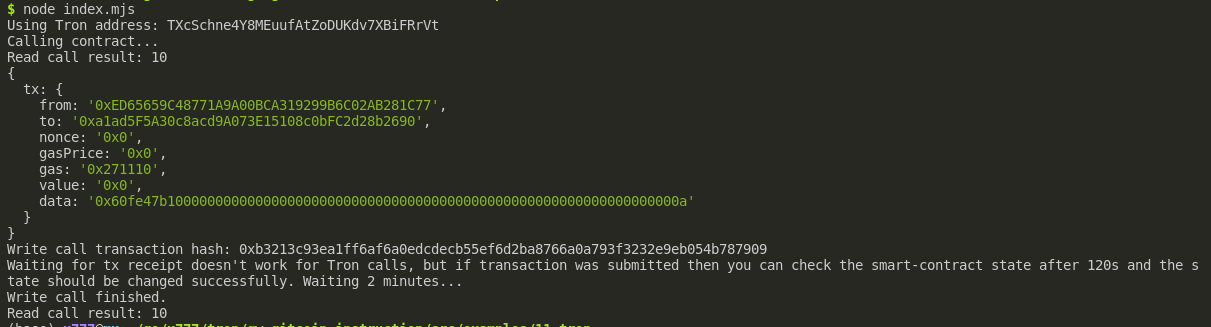 $ node index.mjs
Using Tron address: TXcSchne4Y8MEuufAtZoDUKdv7XBiFRrVt
Calling contract...
Read call result: 10
{
tx: {
from: '0xED65659C48771A9A00BCA319299B6C02AB281C77',
to: '0xa1ad5F5A30c8acd9A073E15108c0bFC2d28b2690',
nonce: '0x0',
gasPrice: '0x0',
gas: '0x271110',
value: '0x0',
data: '0x60fe47b1000000000000000000000000000000000000000000000000000000000000000a'
}
}
Write call transaction hash: 0xb3213c93ea1ff6af6a0edcdecb55ef6d2ba8766a0a793f3232e9eb054b787909
Waiting for tx receipt doesn't work for Tron calls, but if transaction was submitted then you can check the smart-contract state after 120s and the s
tate should be changed successfully. Waiting 2 minutes...
Write call finished.
Read call result: 10